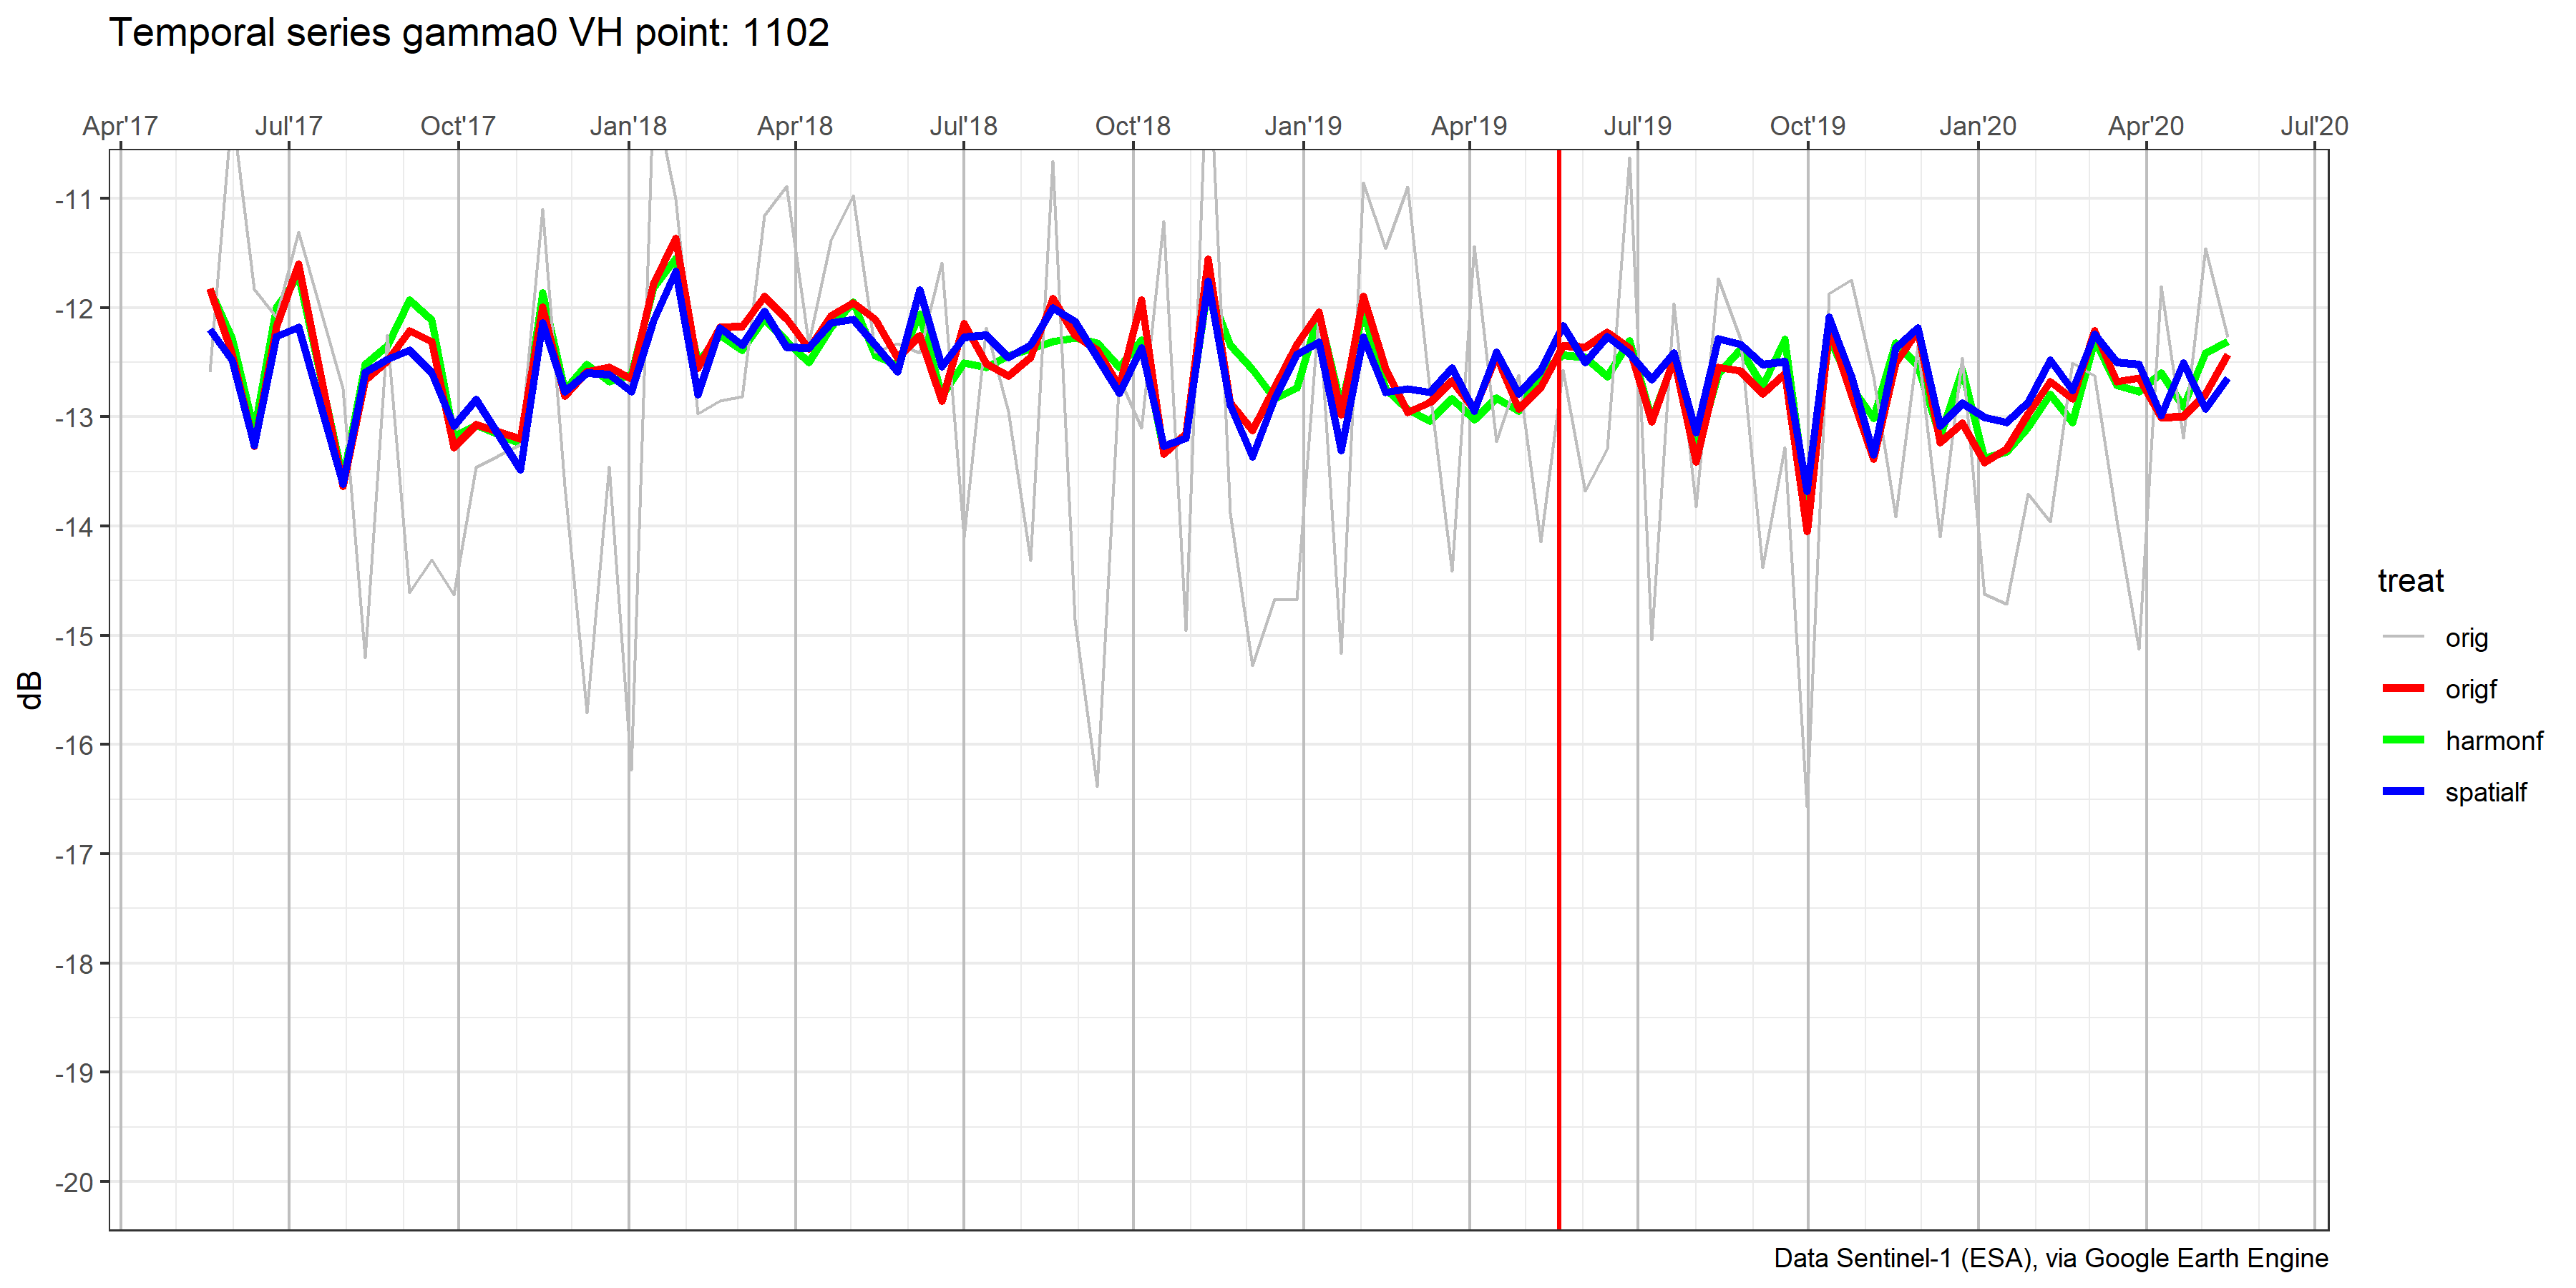 Temporal series gamma0 VH point: 1102
Apr'17 Jul'17 Oct'17 Jan'18 Apr'18 Jul'18 Oct'18 Jan'19 Apr'19 Jul'19 Oct'19 Jan'20 Apr'20 Jul'20
-11
-12
-13
-14
-15
-16
-17
-18
-19
-20
dB
treat
orig
origf
harmonf
spatialf
Data Sentinel-1 (ESA), via Google Earth Engine